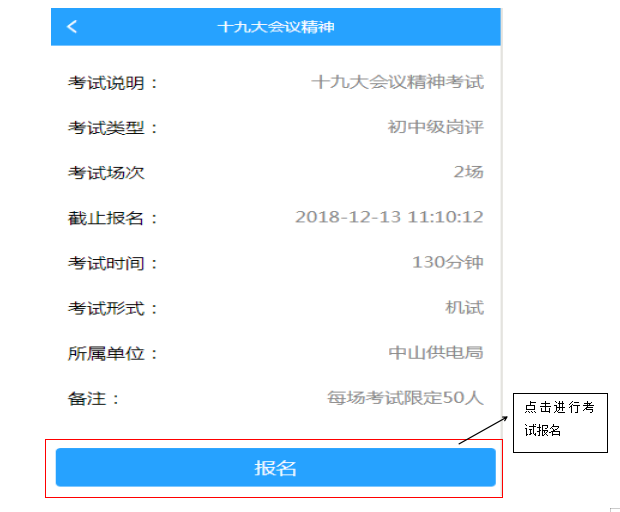 十九大会议精神
考试说明： 十九大会议精神考试
考试类型： 初中级岗评
考试场次 2场
截止报名： 2018-12-13 11:10:12
考试时间： 130分钟
考试形式： 机试
所属单位： 中山供电局
备注： 每场考试限定50人
点击进行考
试报名
报名